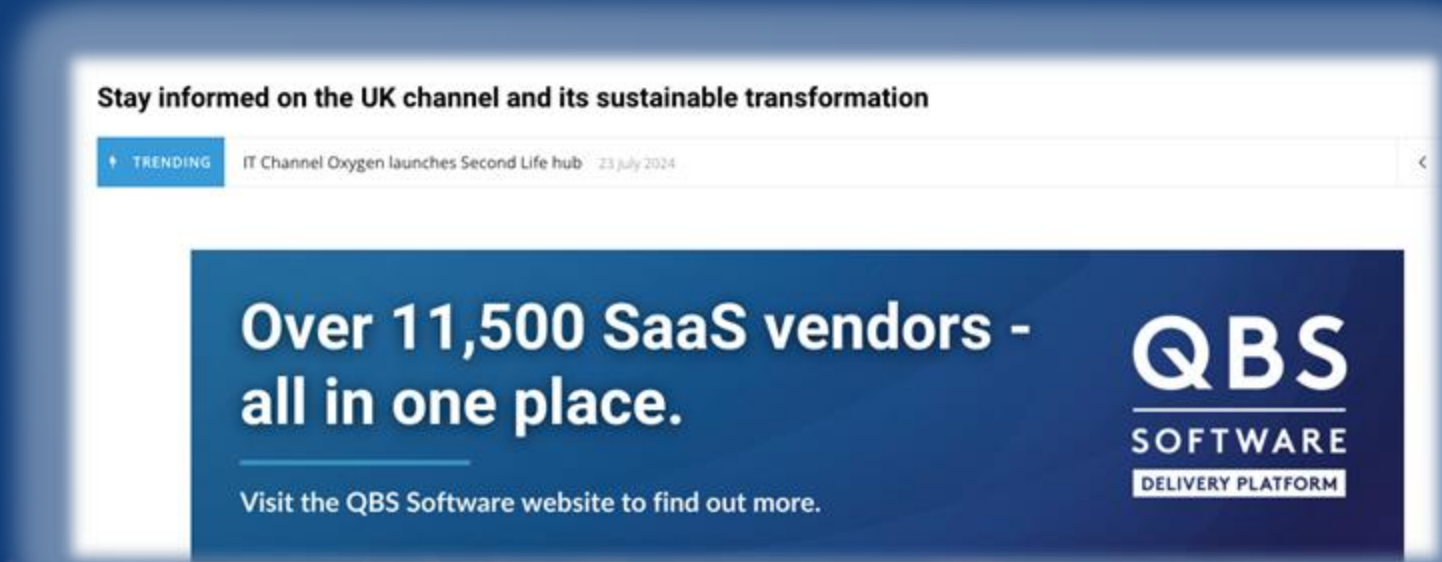 Stay informed on the UK channel and its sustainable transformation
TRENDING IT Channel Oxygen launches Second Life hub 23 July 2024
Over 11,500 SaaS vendors -
all in one place.
Visit the QBS Software website to find out more.
QBS
SOFTWARE
DELIVERY PLATFORM